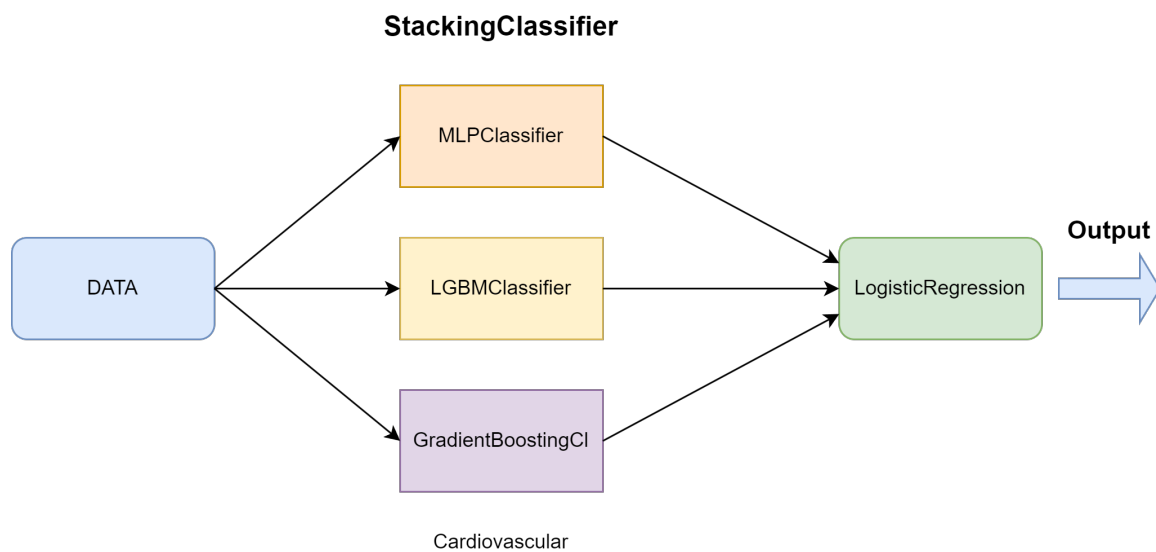 StackingClassifier
MLPClassifier
DATA
LGBMClassifier
LogisticRegression
Output
GradientBoostingCl
Cardiovascular